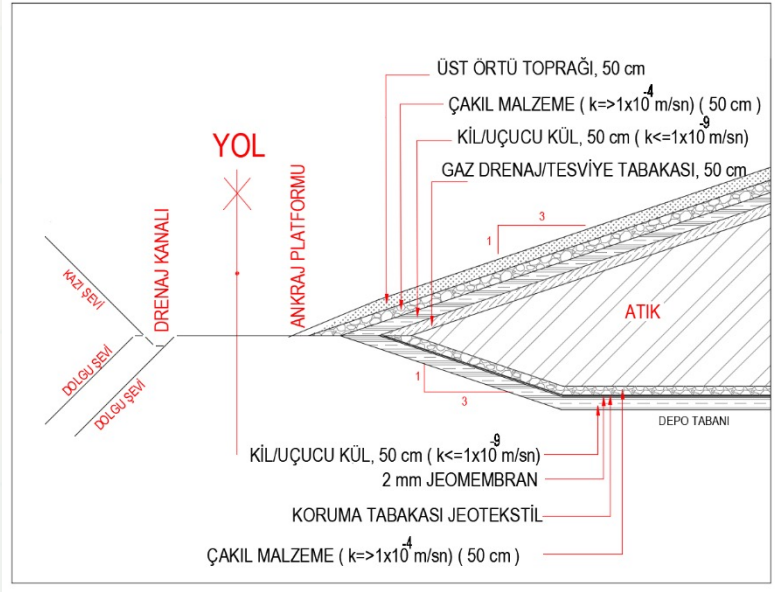 ÜST ÖRTÜ TOPRAĞI, 50 cm
ÇAKIL MALZEME ( k=>1x10-4 m/sn) ( 50 cm )
KİL/UÇUCU KÜL, 50 cm ( k<=1x10-9 m/sn)
GAZ DRENAJ/TESVİYE TABAKASI, 50 cm
YOL
DRENAJ KANALI
ANKRAJ PLATFORMU
KAZI ŞEVİ
DOLGU ŞEVİ
DOLGU ŞEVİ
3
1
ATIK
1
3
DEPO TABANI
KİL/UÇUCU KÜL, 50 cm ( k<=1x10-9 m/sn)
2 mm JEOMEMBRAN
KORUMA TABAKASI JEOTEKSTİL
ÇAKIL MALZEME ( k=>1x10-4 m/sn) ( 50 cm )